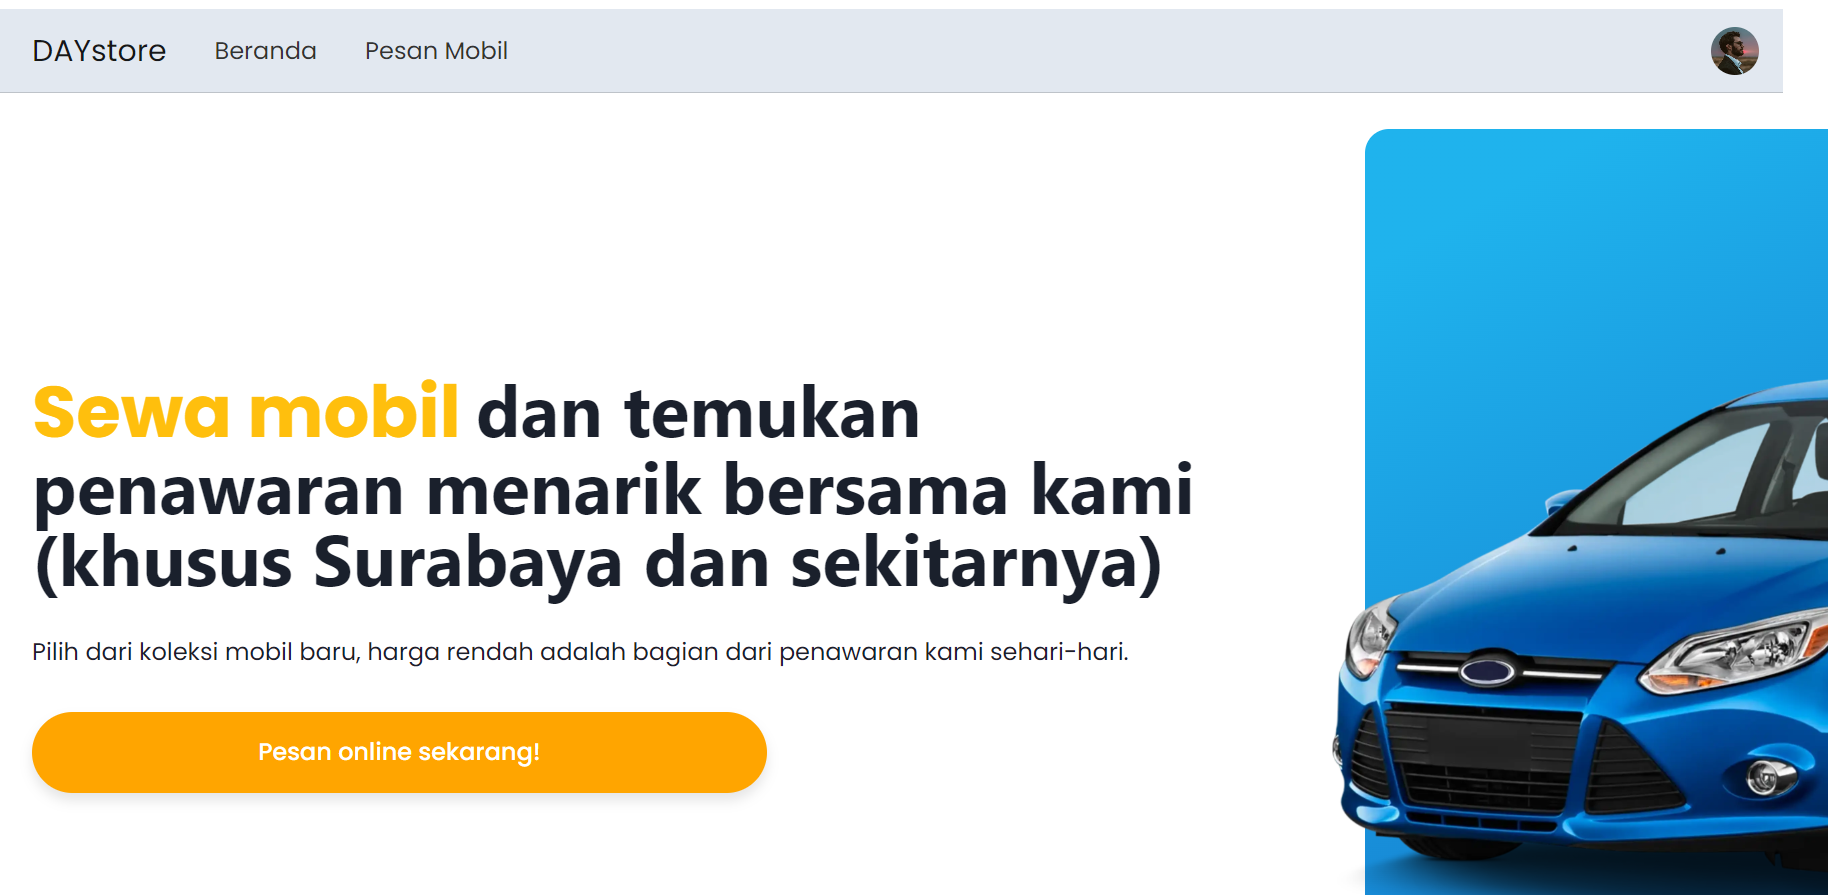 DAYstore Beranda Pesan Mobil
Sewa mobil dan temukan
penawaran menarik bersama kami
(khusus Surabaya dan sekitarnya)
Pilih dari koleksi mobil baru, harga rendah adalah bagian dari penawaran kami sehari-hari.
Pesan online sekarang!